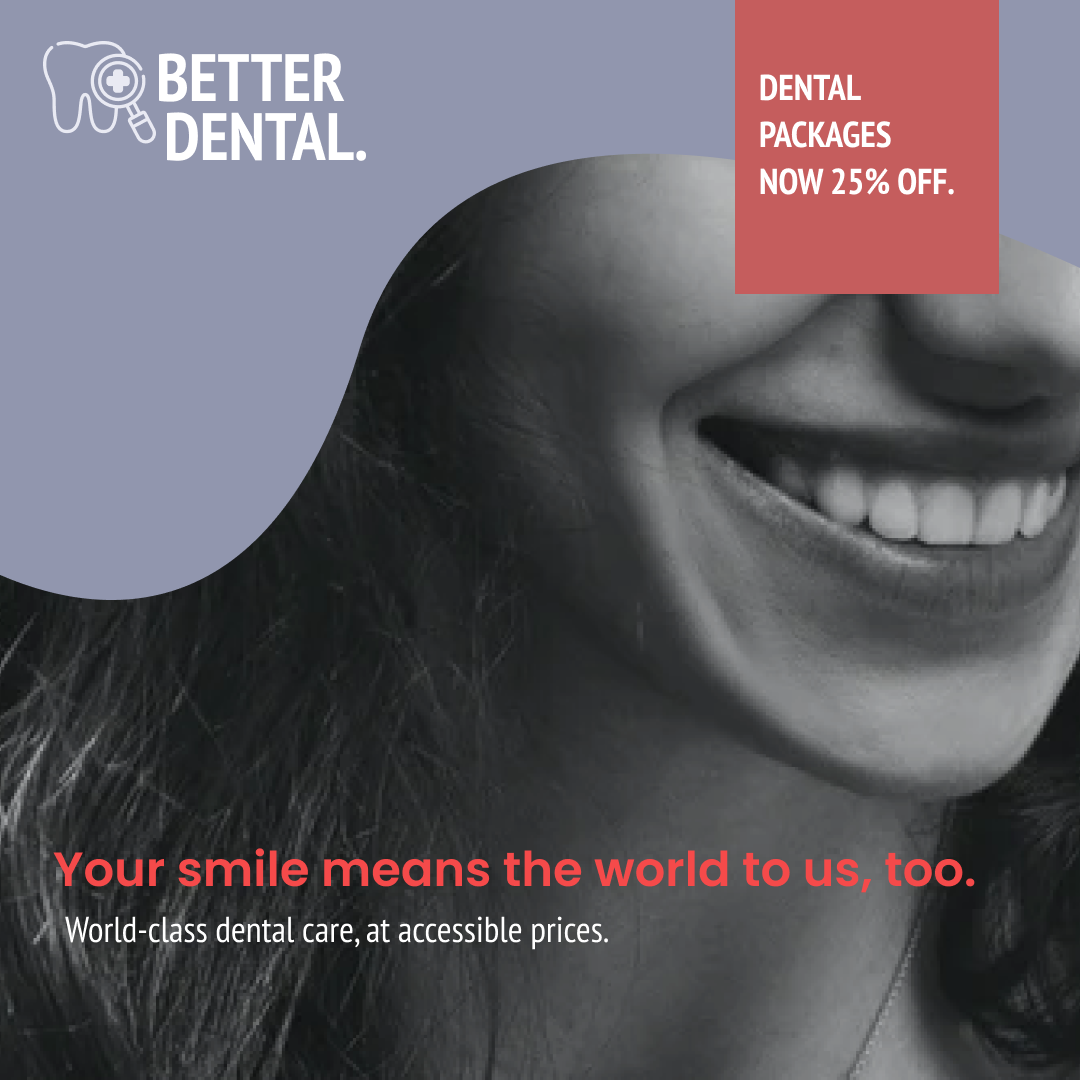 BETTER
DENTAL.
DENTAL
PACKAGES
NOW 25% OFF.
Your smile means the world to us, too.
World-class dental care, at accessible prices.